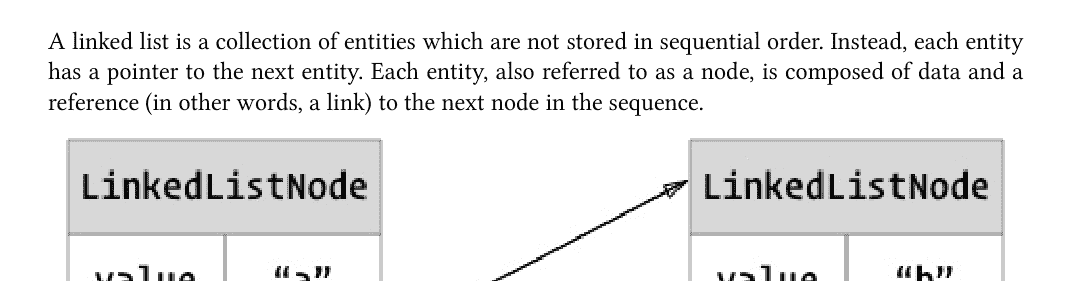 A linked list is a collection of entities which are not stored in sequential order. Instead, each entity
has a pointer to the next entity. Each entity, also referred to as a node, is composed of data and a
reference (in other words, a link) to the next node in the sequence.
LinkedListNode LinkedListNode
value “a” value “b”